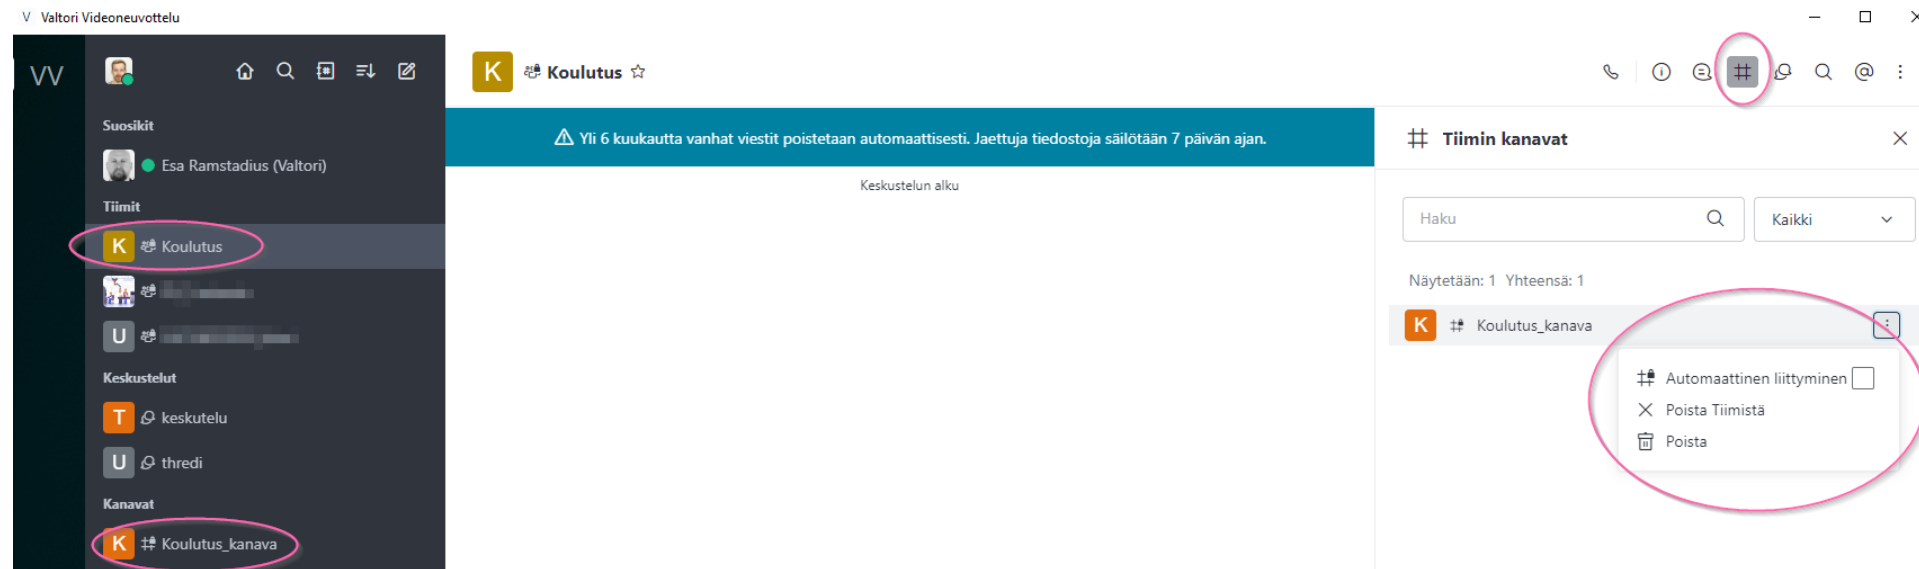 V Valtori Videoneuvottelu
VV
Suosikit
Esa Ramstadius (Valtori)
Tiimit
K Koulutus
U
Keskustelut
T keskutelu
U thredi
Kanavat
K Koulutus_kanava
K Koulutus
Yli 6 kuukautta vanhat viestit poistetaan automaattisesti. Jaettuja tiedostoja säilötään 7 päivän ajan.
Keskustelun alku
Tiimin kanavat
Haku
Kaikki
Näytetään: 1 Yhteensä: 1
K Koulutus_kanava
Automaattinen liittyminen
Poista Tiimistä
Poista